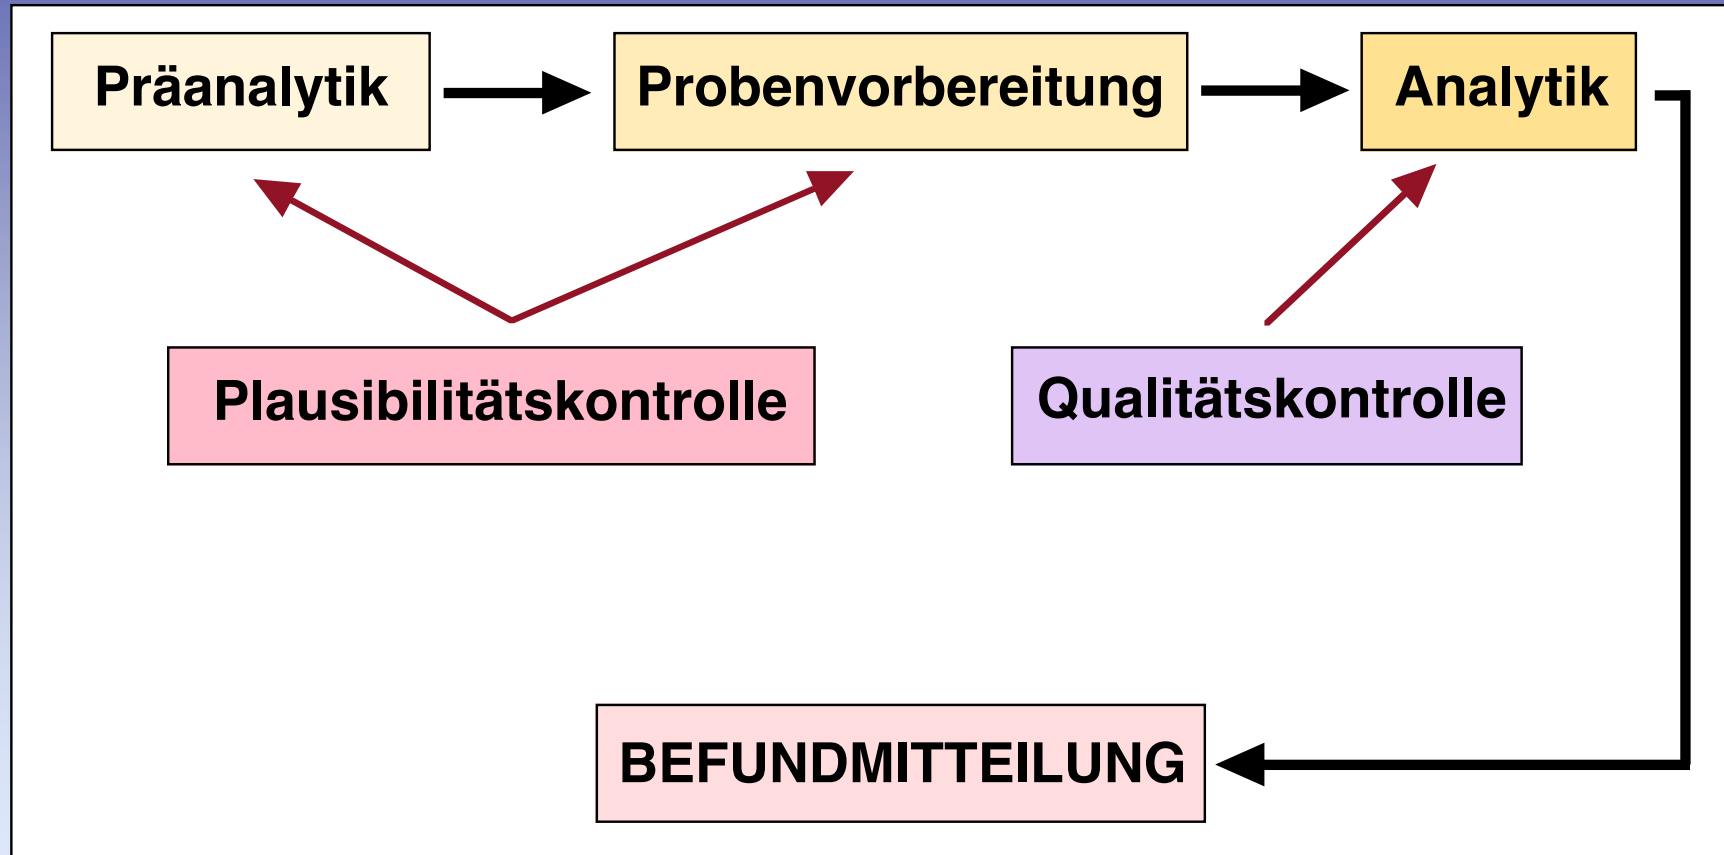 Präanalytik
Probenvorbereitung
Analytik
Plausibilitätskontrolle
Qualitätskontrolle
BEFUNDMITTEILUNG